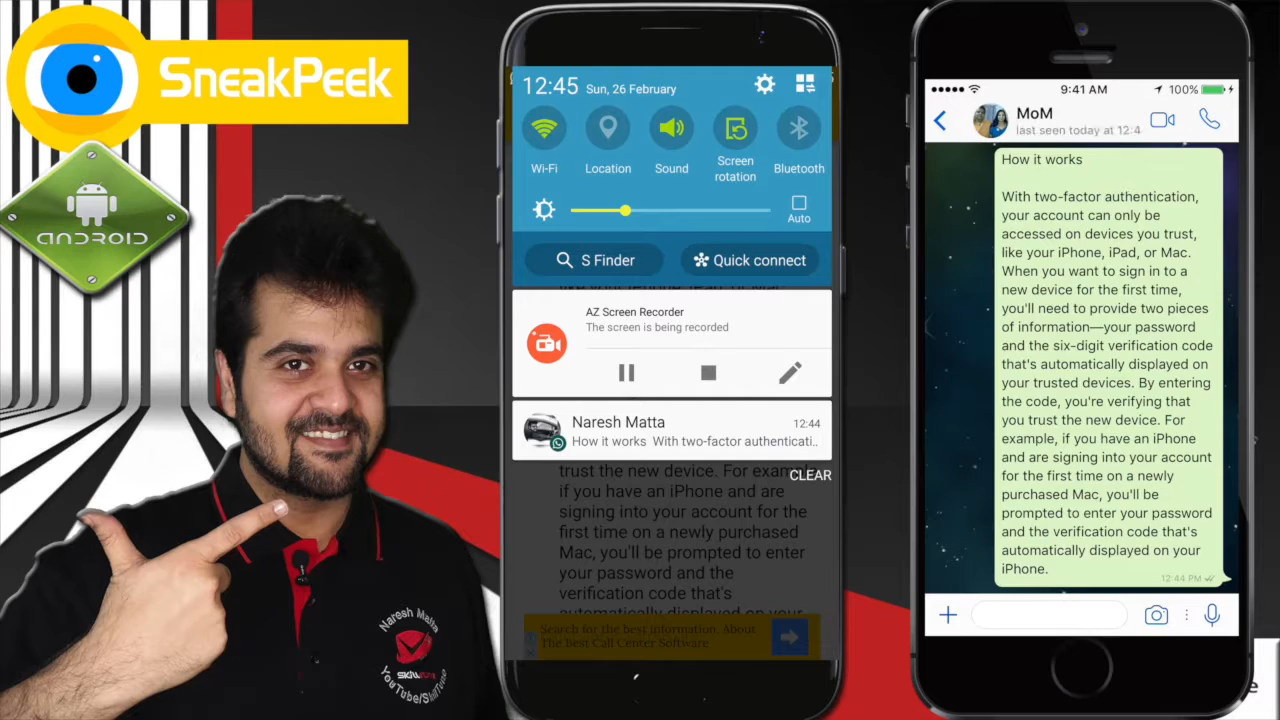 SneakPeek
ANDROID
Naresh Matta
YouTube/SkillTune
12:45 Sun, 26 February
Wi-Fi
Location
Sound
Screen
rotation
Bluetooth
Auto
S Finder
Quick connect
AZ Screen Recorder
The screen is being recorded
Naresh Matta 12:44
How it works With two-factor authenticati..
CLEAR
trust the new device. For example,
if you have an iPhone and are
signing into your account for the
first time on a newly purchased
Mac, you'll be prompted to enter
your password and the
verification code that's
automatically displayed on your
Search for the best information. About
The best Call Center Software
9:41 AM 100%
MoM
last seen today at 12:4
How it works
With two-factor authentication,
your account can only be
accessed on devices you trust,
like your iPhone, iPad, or Mac.
When you want to sign in to a
new device for the first time,
you'll need to provide two pieces
of information—your password
and the six-digit verification code
that's automatically displayed on
your trusted devices. By entering
the code, you're verifying that
you trust the new device. For
example, if you have an iPhone
and are signing into your account
for the first time on a newly
purchased Mac, you'll be
prompted to enter your password
and the verification code that's
automatically displayed on your
iPhone.
12:44 PM